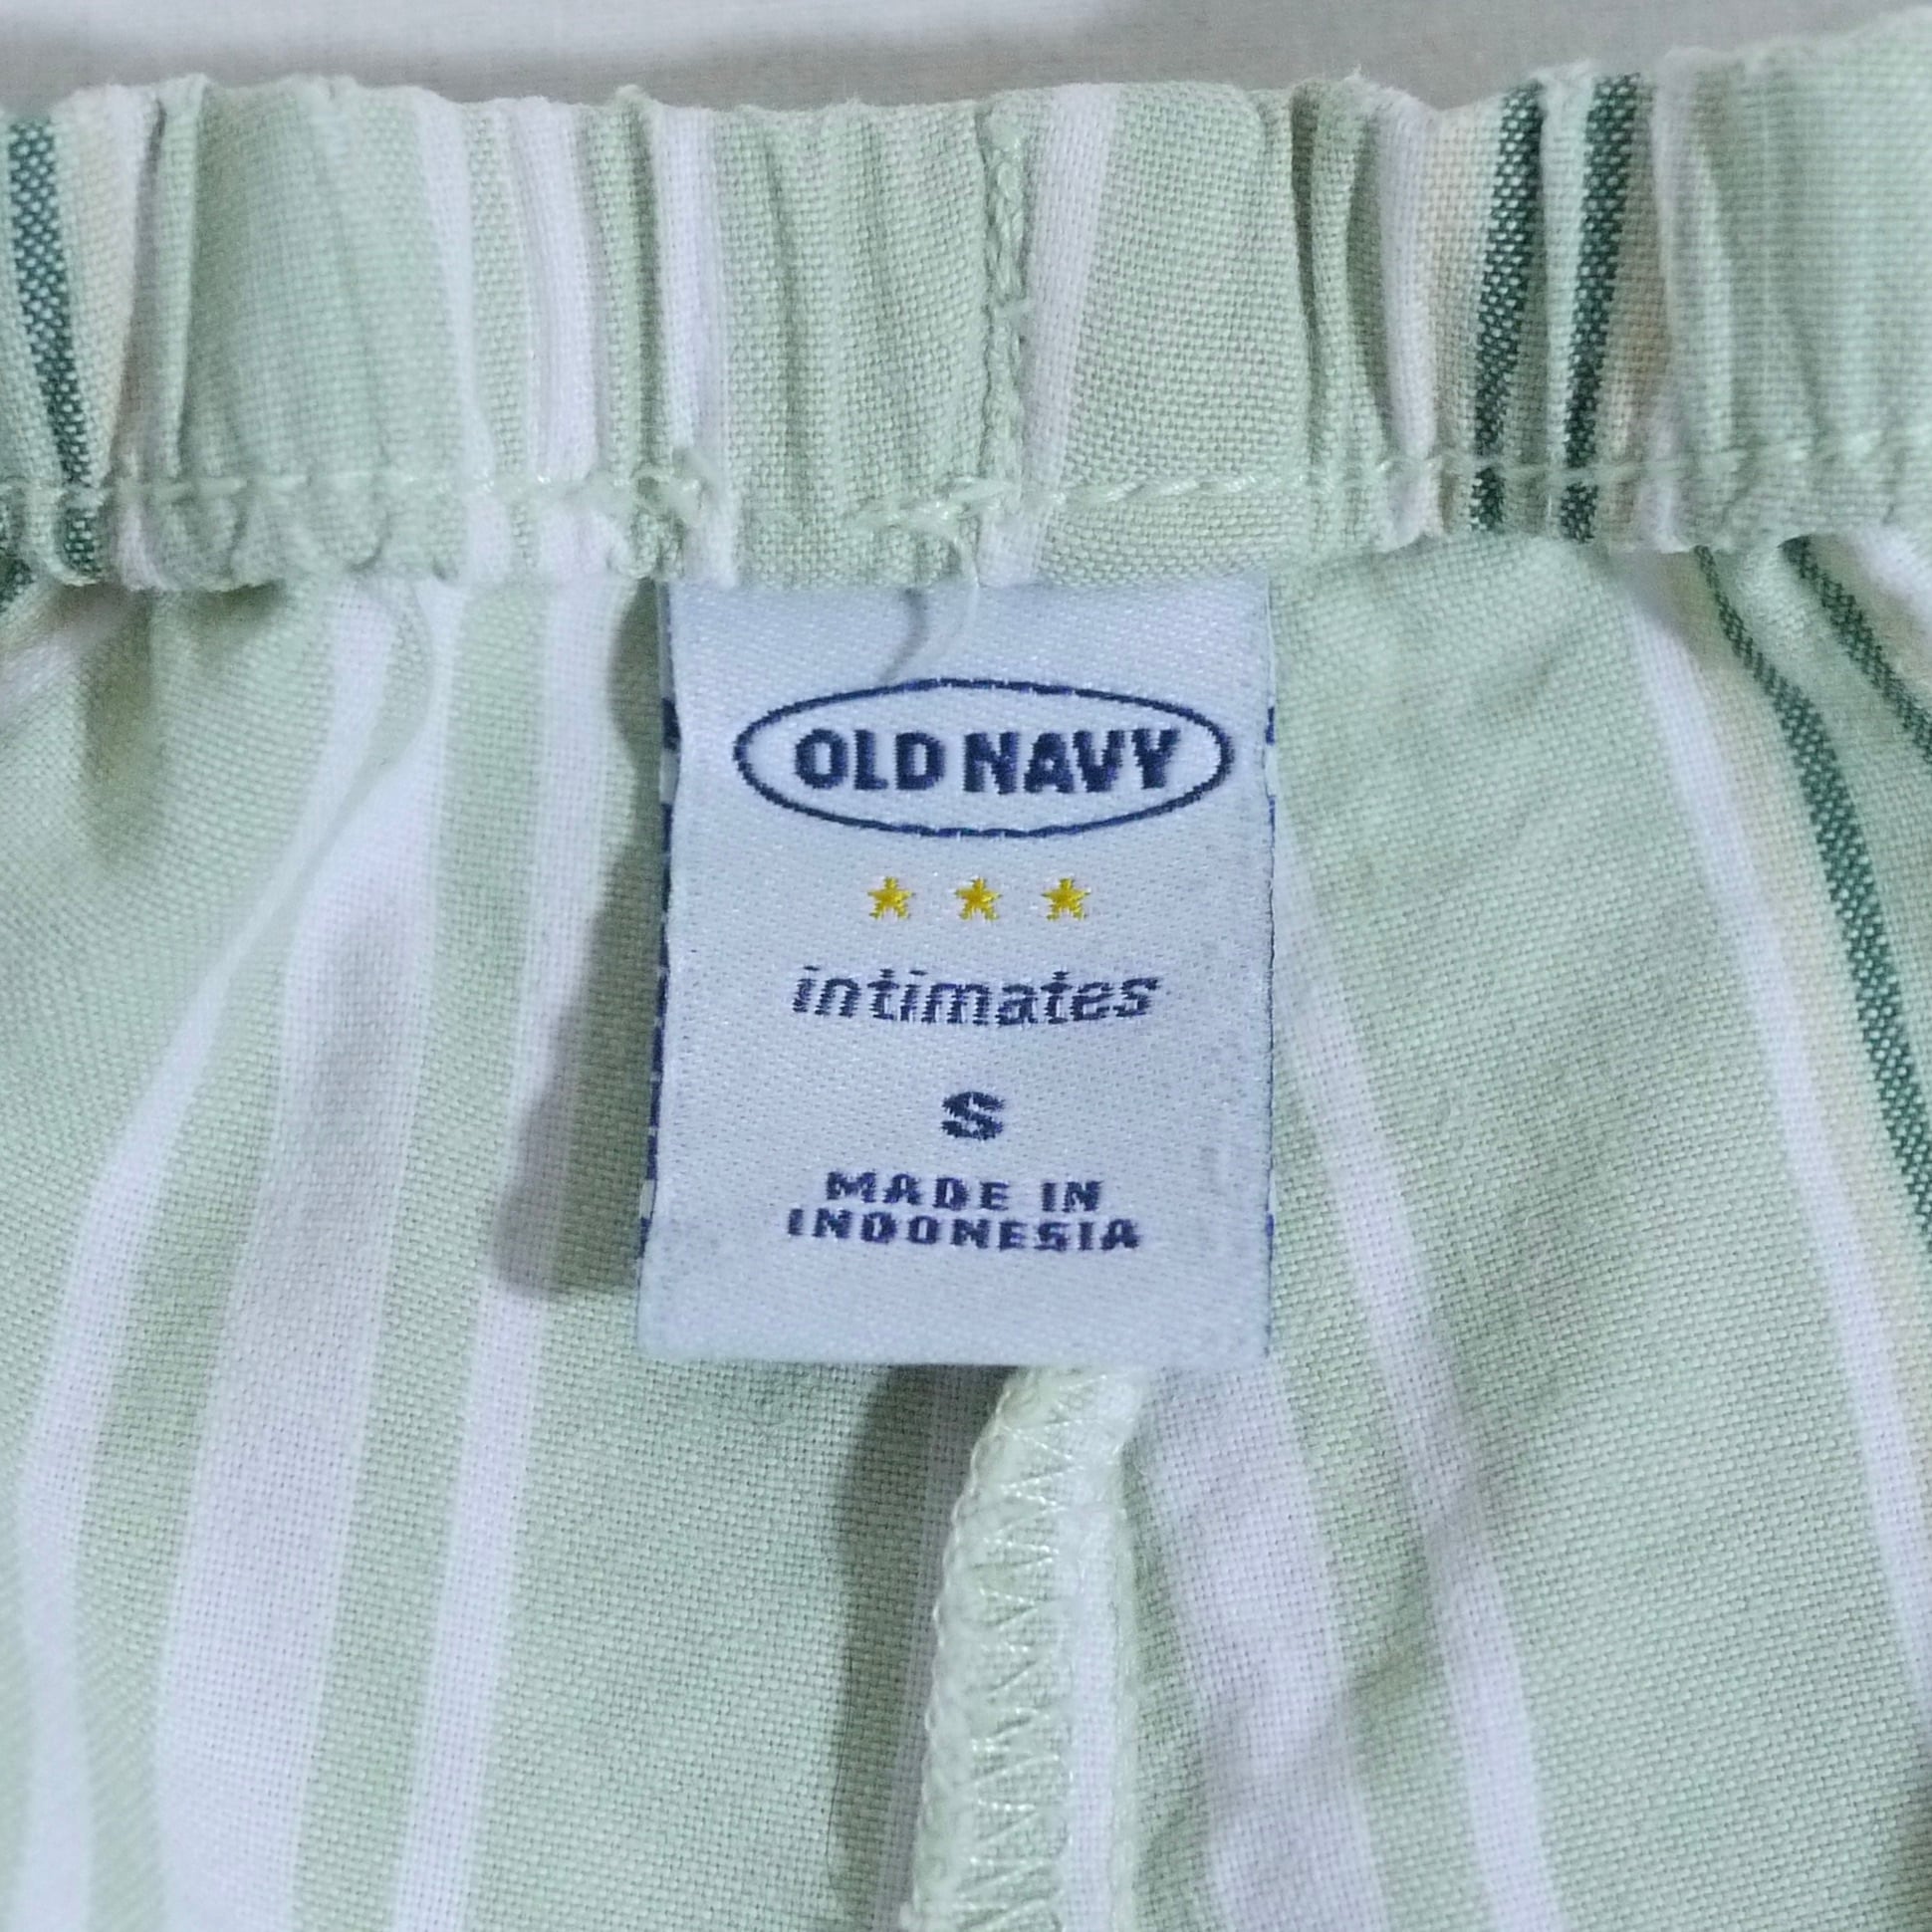 OLD NAVY
intimates
S
MADE IN
INDONESIA